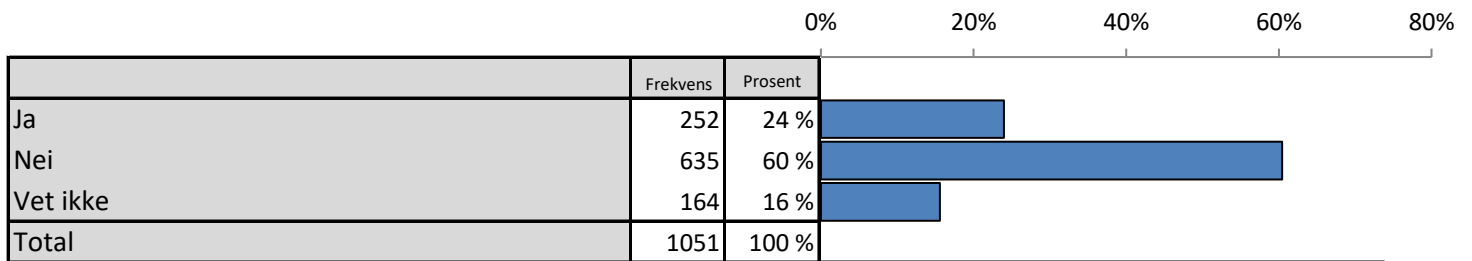 0% 20% 40% 60% 80%
Frekvens Prosent
Ja 252 24 %
Nei 635 60 %
Vet ikke 164 16 %
Total 1051 100 %